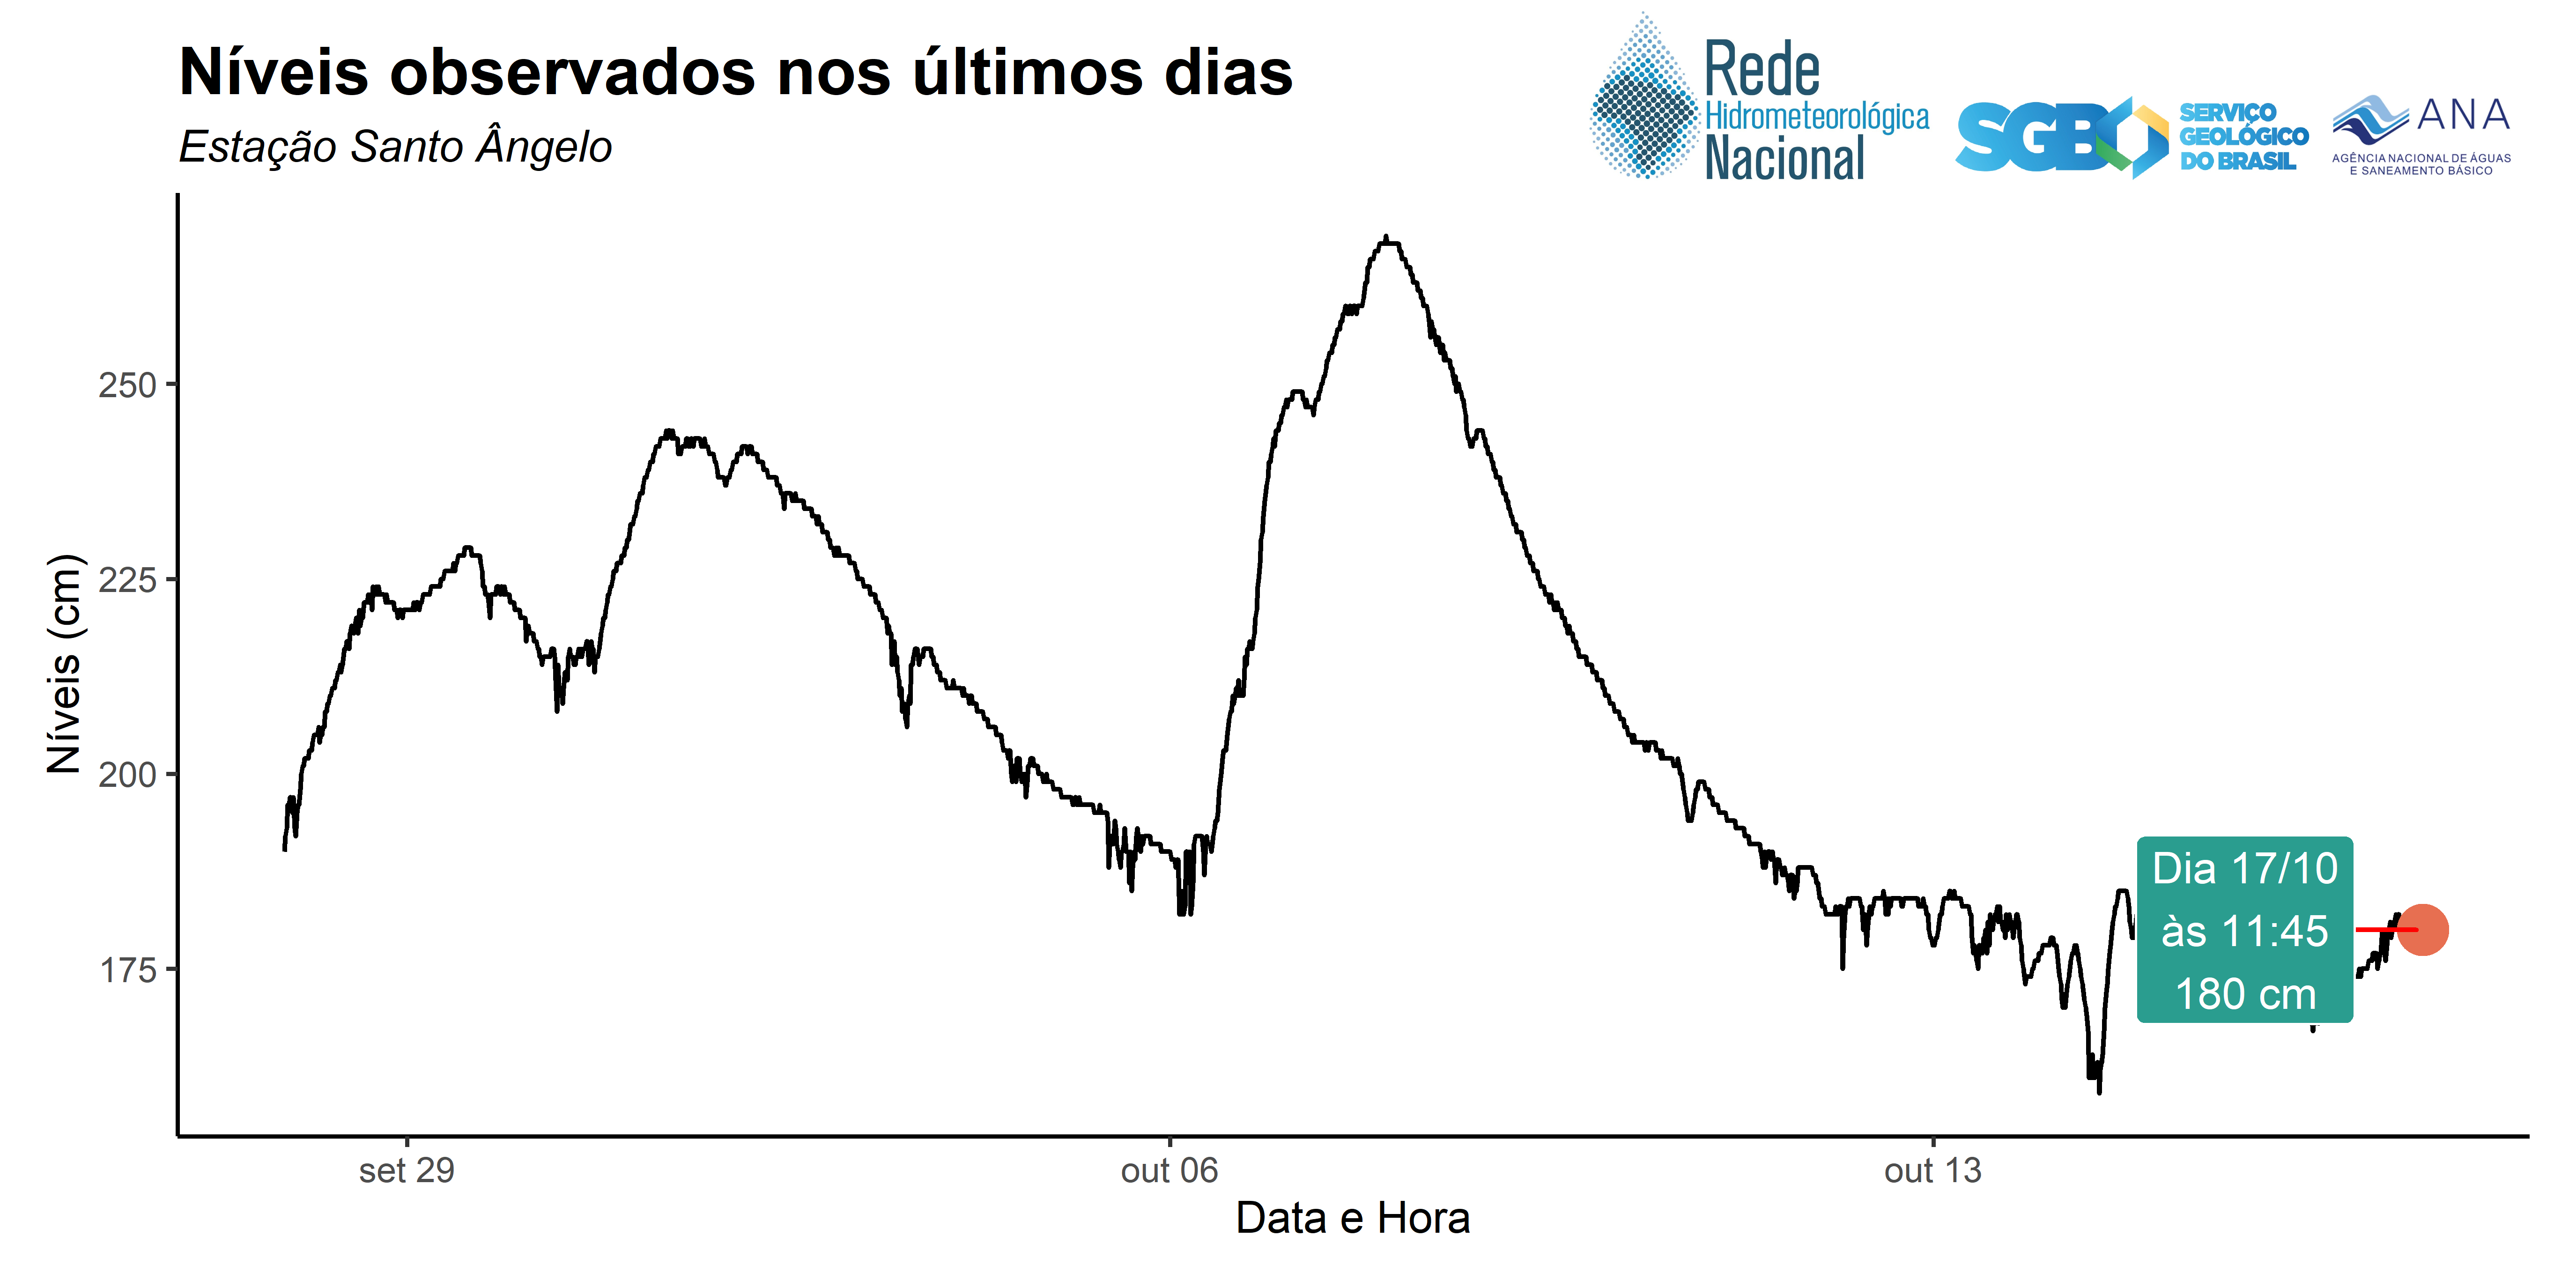 Níveis observados nos últimos dias
Estação Santo Ângelo
Rede
Hidrometeorológica
Nacional
SGB
SERVIÇO
GEOLÓGICO
DO BRASIL
ANA
AGÊNCIA NACIONAL DE ÁGUAS
E SANEAMENTO BÁSICO
Níveis (cm)
250
225
200
175
Dia 17/10
às 11:45
180 cm
set 29
out 06
out 13
Data e Hora